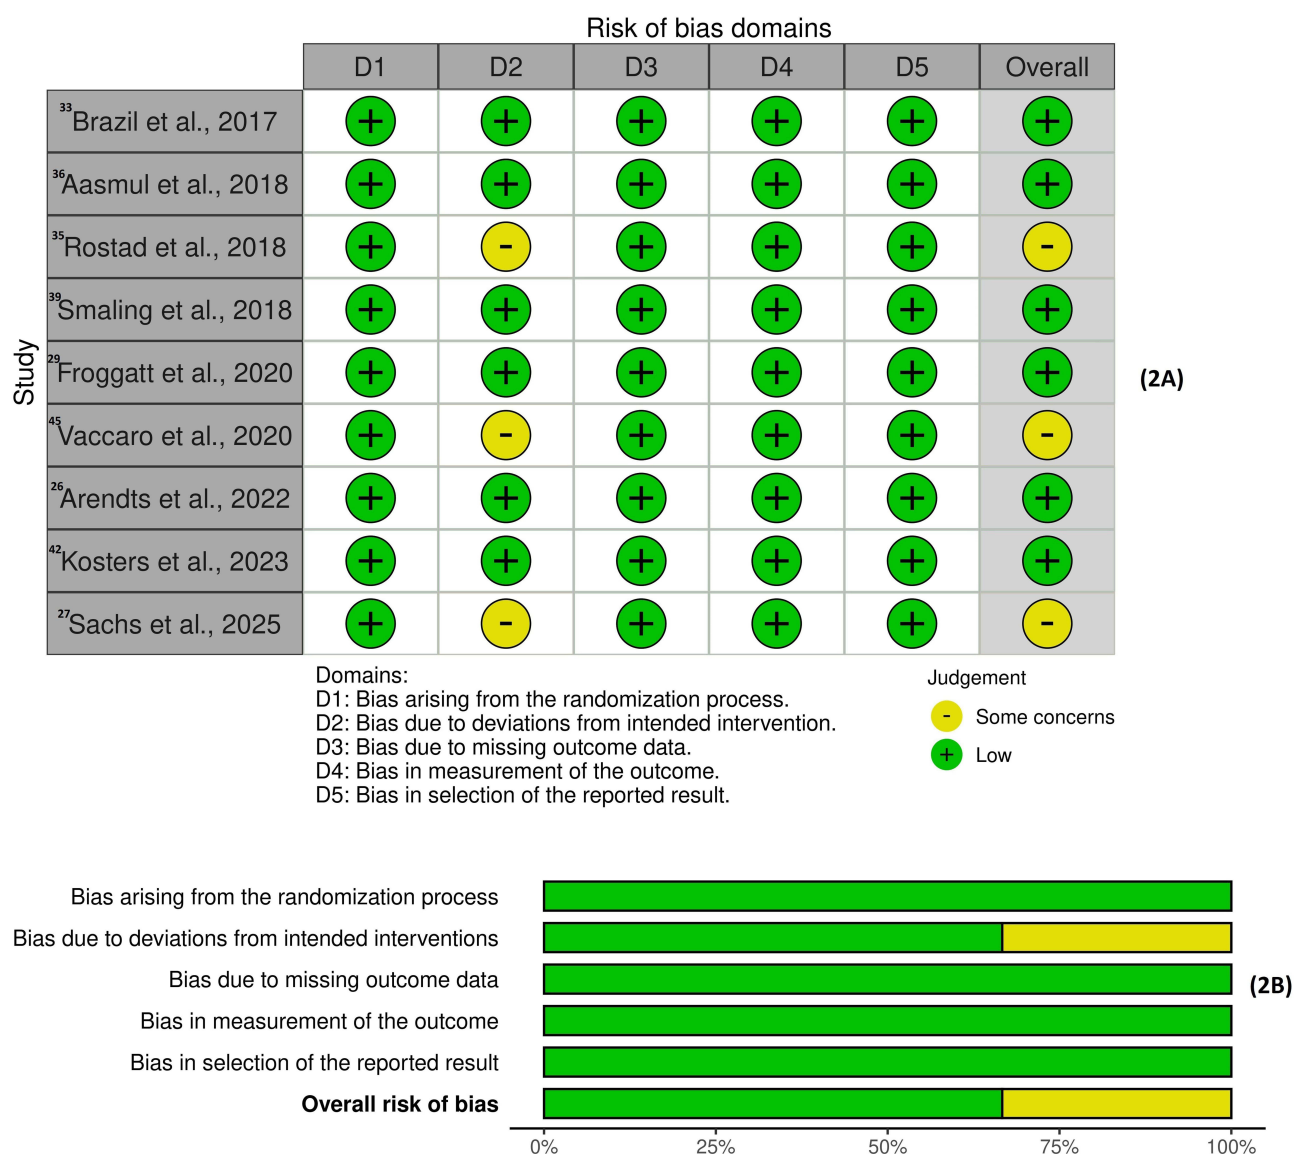 Risk of bias domains
D1 D2 D3 D4 D5 Overall
33Brazil et al., 2017 + + + + + +
36Aasmul et al., 2018 + + + + + +
35Rostad et al., 2018 + - + + + -
39Smaling et al., 2018 + + + + + +
29Froggatt et al., 2020 + + + + + +
45Vaccaro et al., 2020 + - + + + -
26Arendts et al., 2022 + + + + + +
42Kosters et al., 2023 + + + + + +
27Sachs et al., 2025 + - + + + -
Study
(2A)
Domains:
D1: Bias arising from the randomization process.
D2: Bias due to deviations from intended intervention.
D3: Bias due to missing outcome data.
D4: Bias in measurement of the outcome.
D5: Bias in selection of the reported result.
Judgement
- Some concerns
+ Low
Bias arising from the randomization process
Bias due to deviations from intended interventions
Bias due to missing outcome data
Bias in measurement of the outcome
Bias in selection of the reported result
Overall risk of bias
(2B)
0% 25% 50% 75% 100%